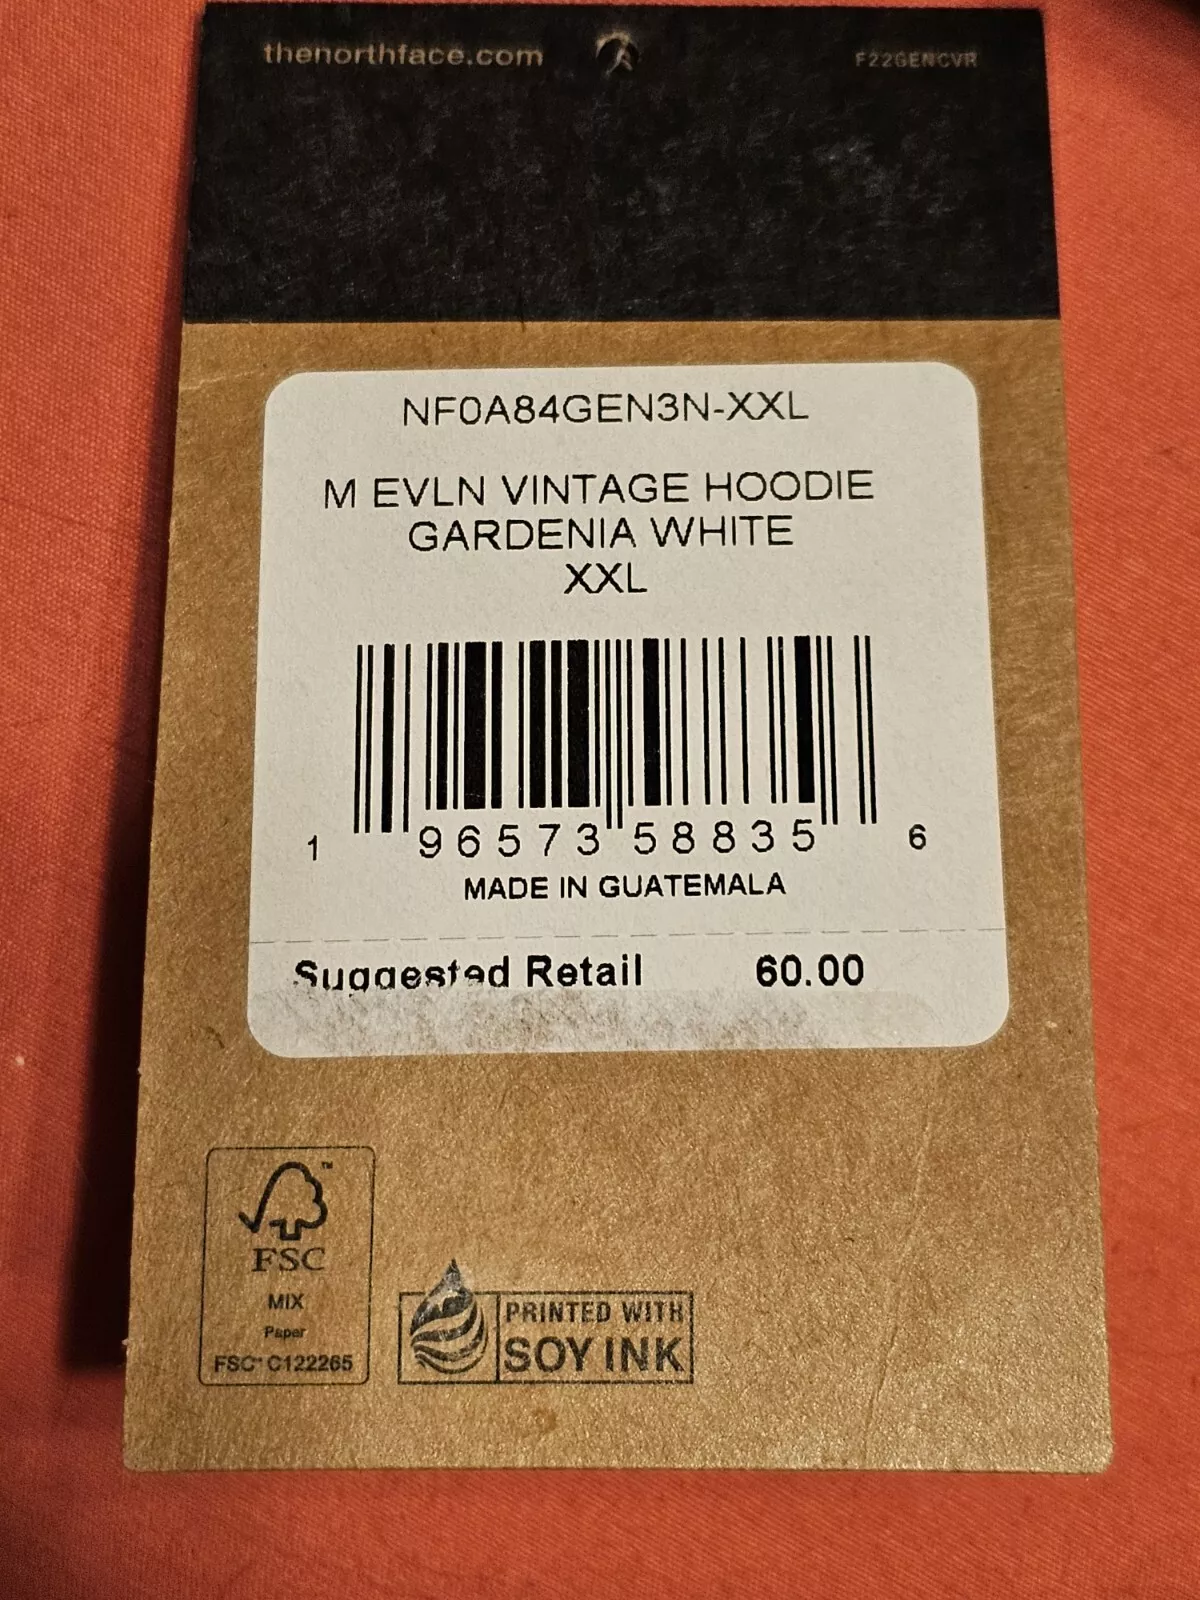 thenorthface.com
F22GENCVR
NF0A84GEN3N-XXL
M EVLN VINTAGE HOODIE
GARDENIA WHITE
XXL
1 96573 58835 6
MADE IN GUATEMALA
Suggested Retail 60.00
FSC™
MIX
Paper
FSC® C122265
PRINTED WITH
SOY INK